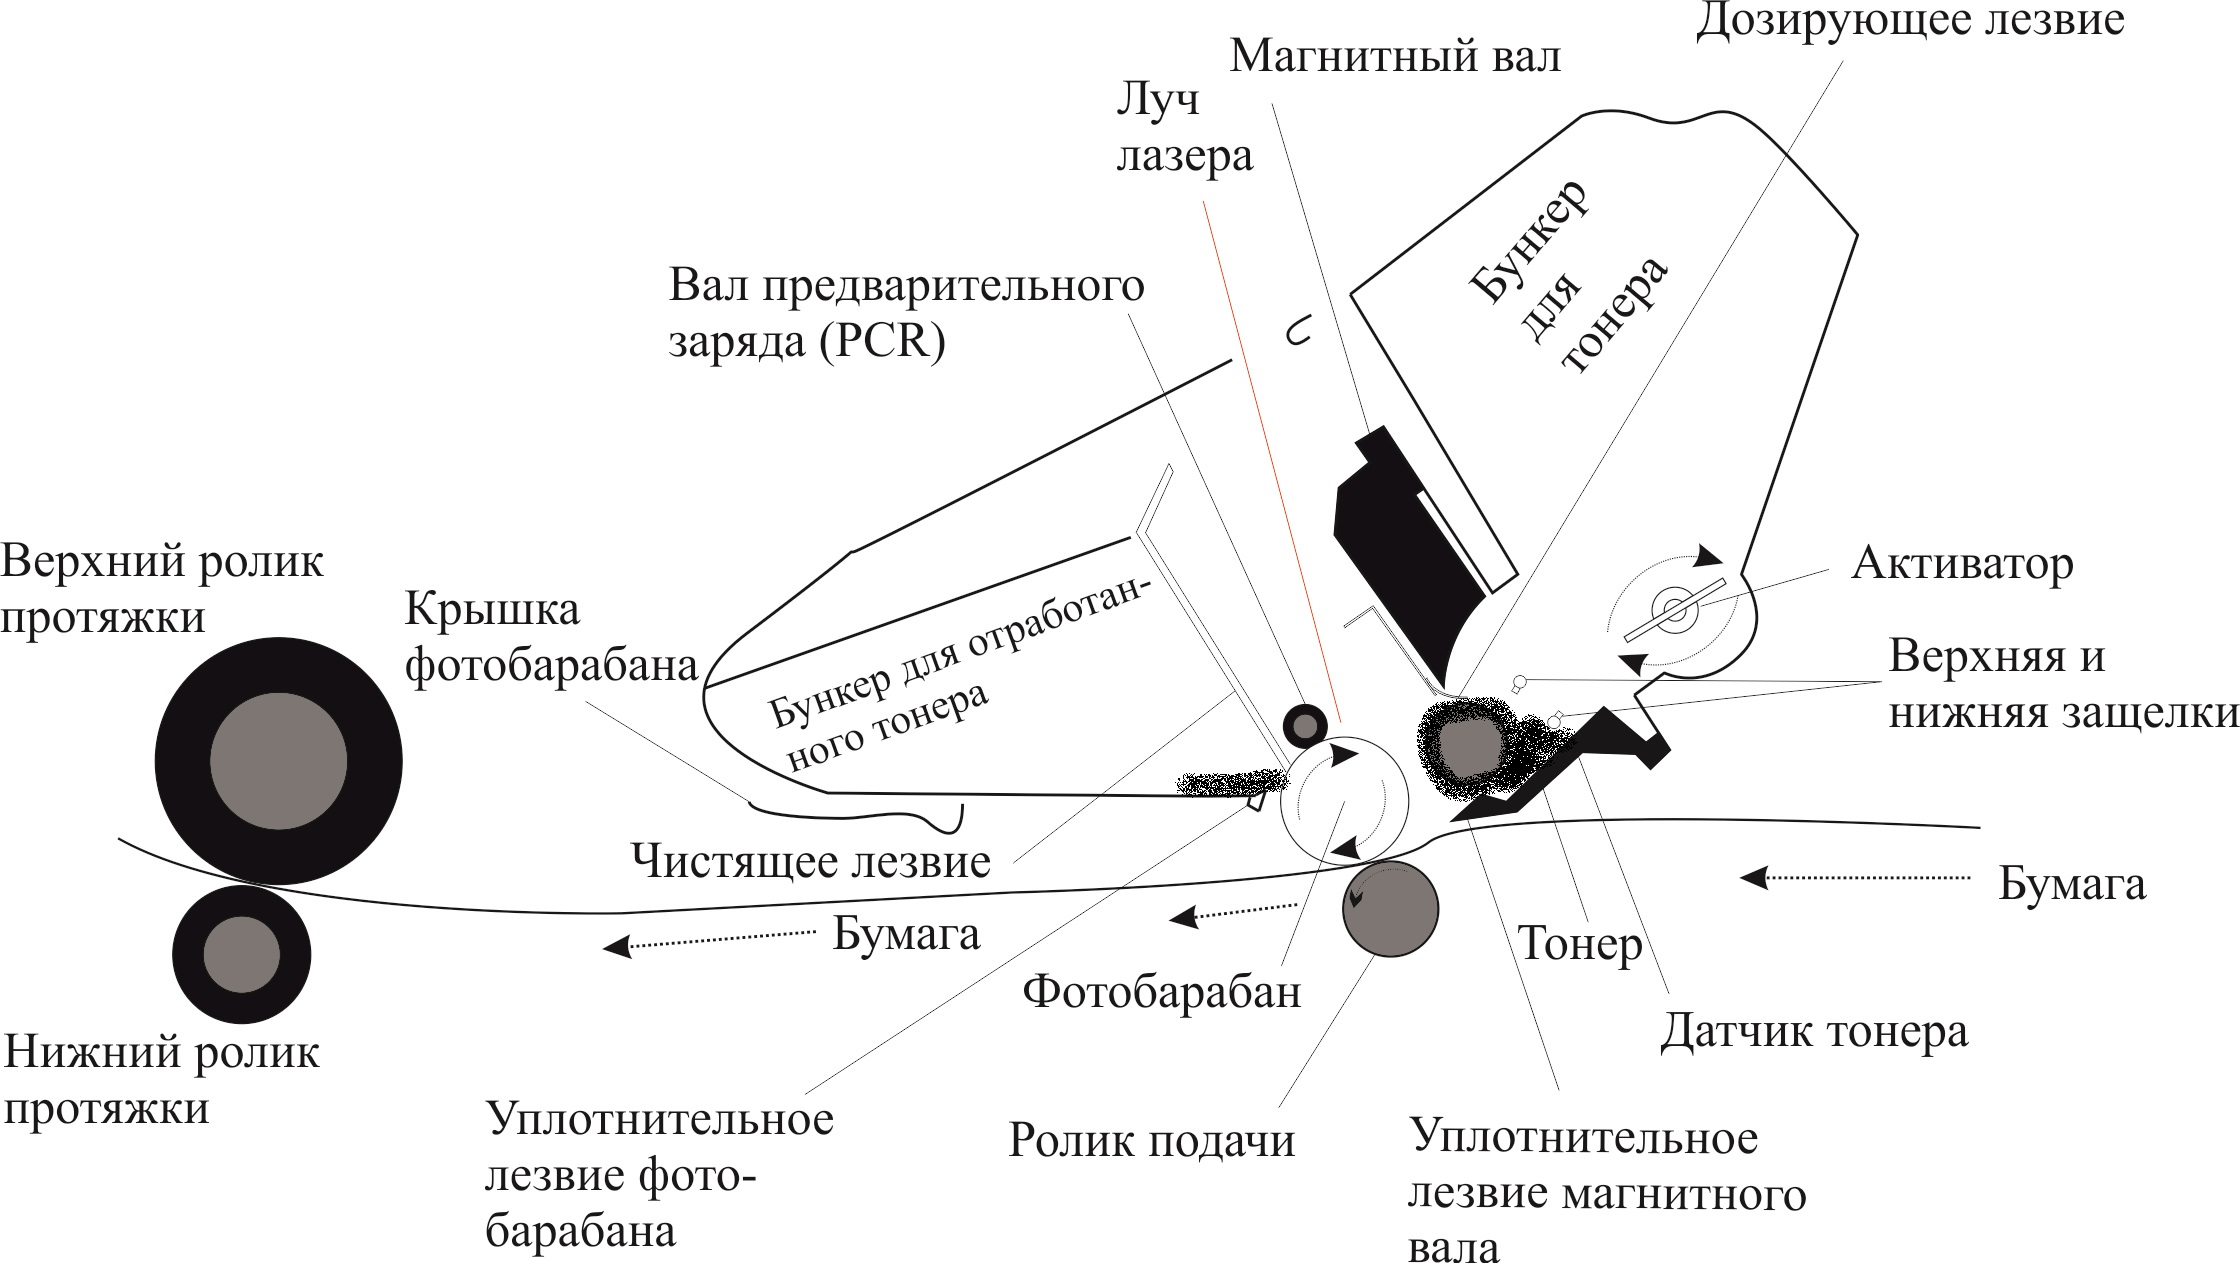 Дозирующее лезвие
Магнитный вал
Луч
лазера
Бункер
для
тонера
Вал предварительного
заряда (PCR)
Верхний ролик
протяжки
Крышка
фотобарабана
Бункер для отработан-
ного тонера
Активатор
Верхняя и
нижняя защелки
Чистящее лезвие
Бумага
Бумага
Тонер
Фотобарабан
Датчик тонера
Нижний ролик
протяжки
Уплотнительное
лезвие фото-
барабана
Ролик подачи
Уплотнительное
лезвие магнитного
вала